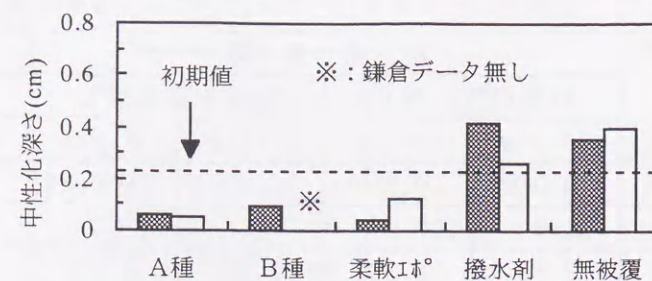 0.8
0.6
0.4
0.2
0
中性化深さ(cm)
初期値
※：鎌倉データ無し
※
A種
B種
柔軟ｴﾎﾟ
撥水剤
無被覆